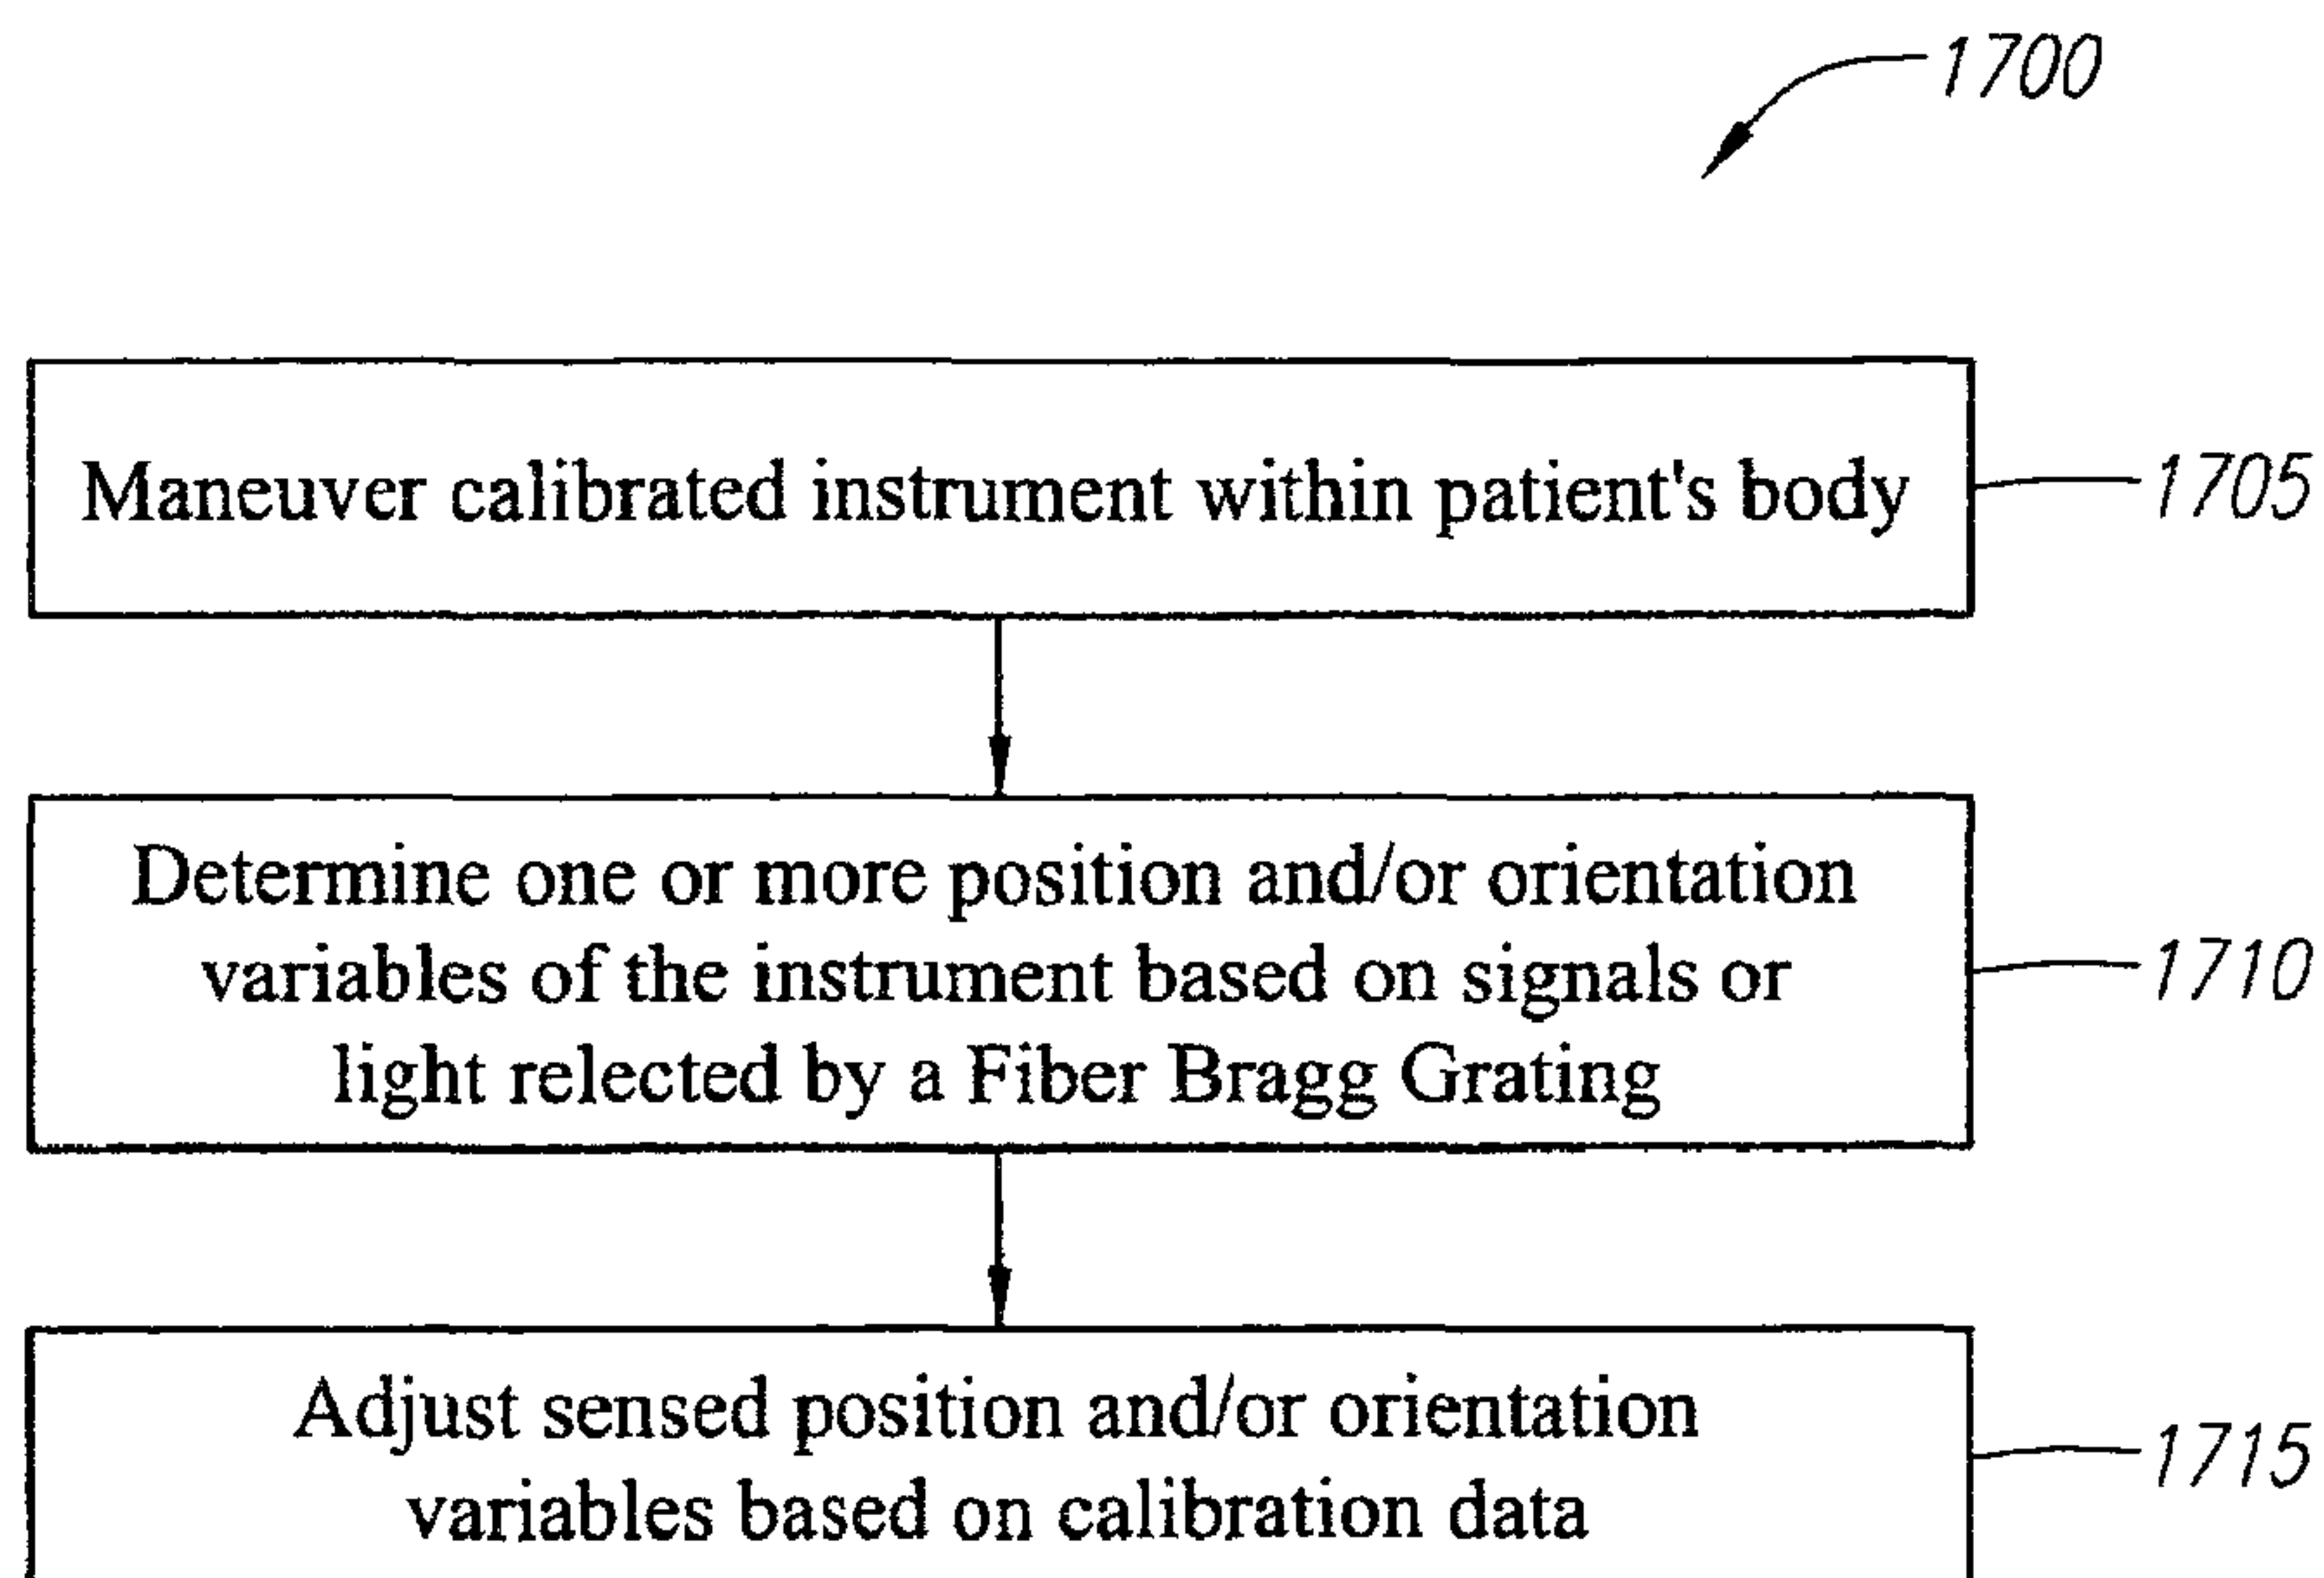 1700
Maneuver calibrated instrument within patient's body
1705
Determine one or more position and/or orientation
variables of the instrument based on signals or
light relected by a Fiber Bragg Grating
1710
Adjust sensed position and/or orientation
variables based on calibration data
1715